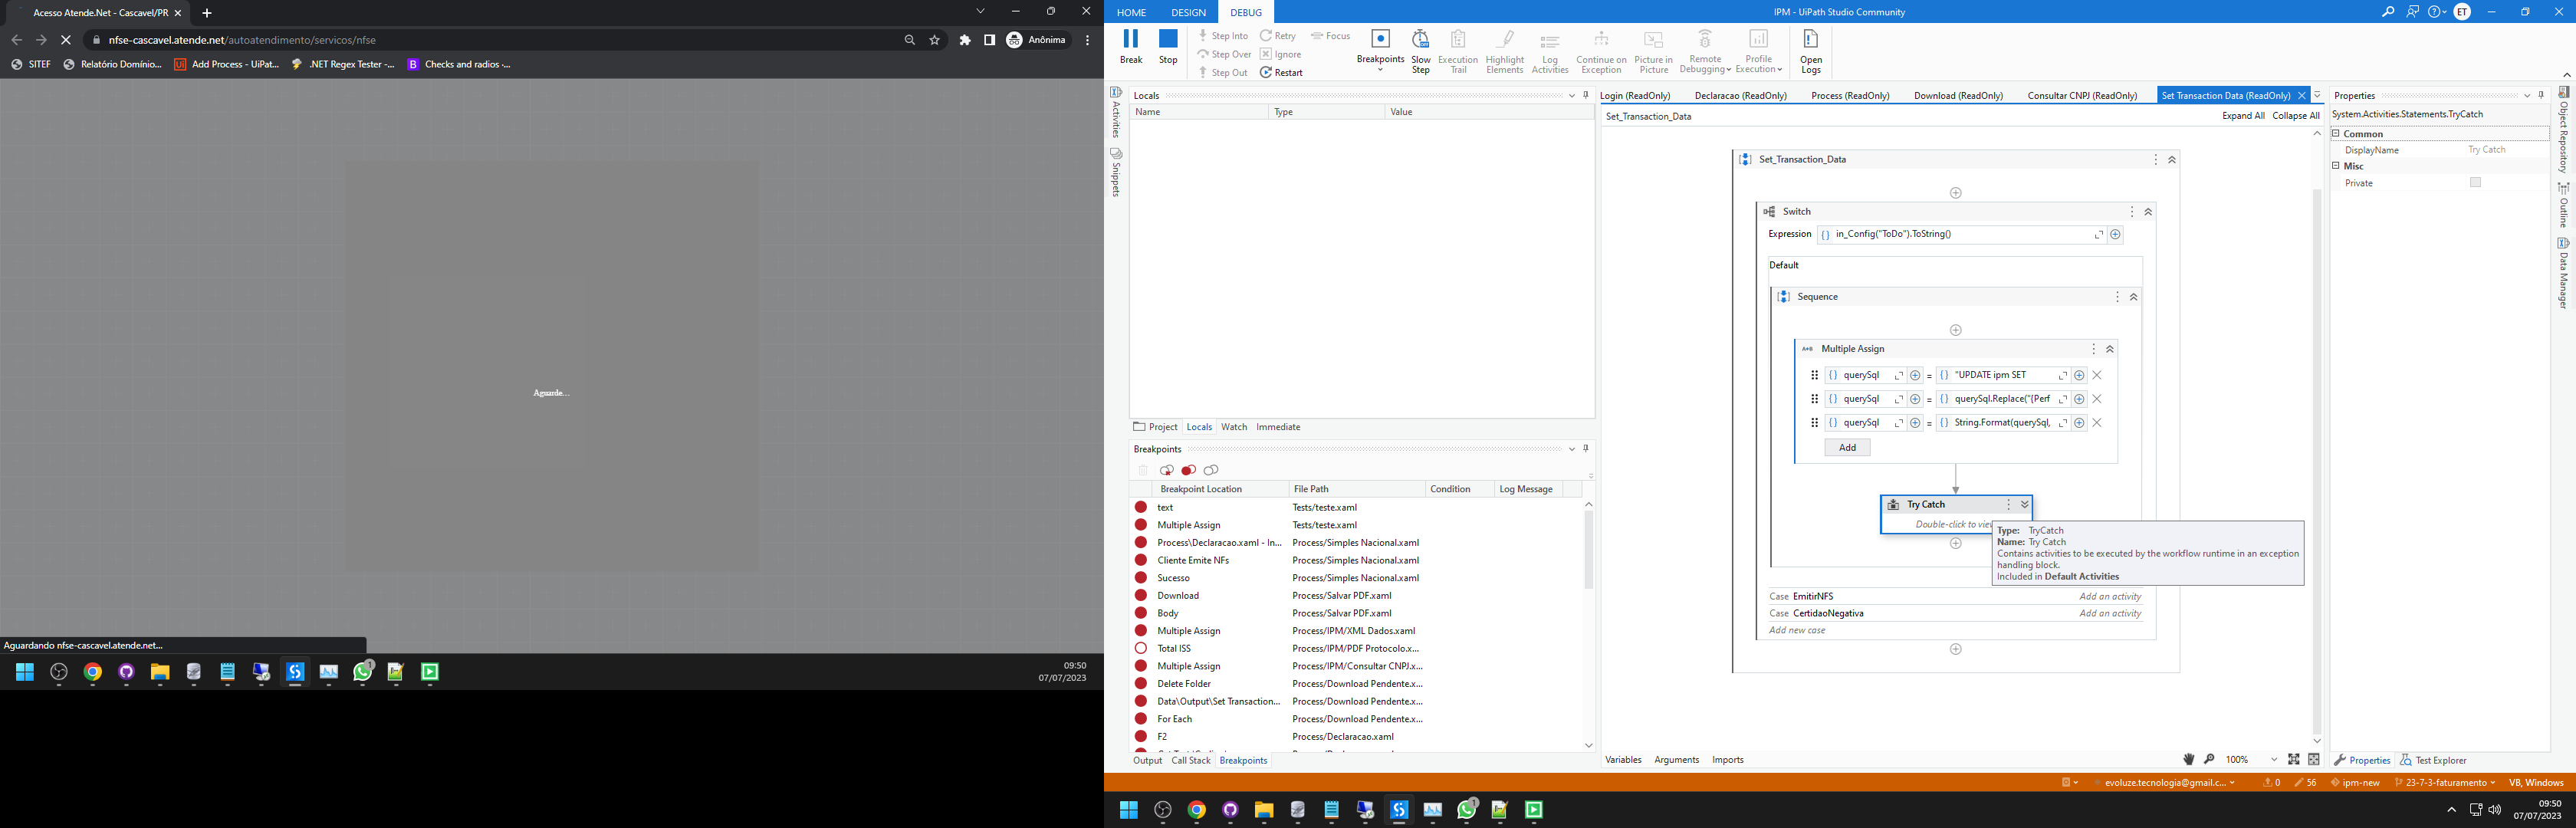 Acesso Atende.Net - Cascavel/PR
nfse-cascavel.atende.net/autoatendimento/servicos/nfse
Anônima
SITEF
Relatório Domínio...
Add Process - UiPat...
.NET Regex Tester -...
Checks and radios ·...
Aguarde...
Aguardando nfse-cascavel.atende.net...
09:50
07/07/2023
HOME
DESIGN
DEBUG
IPM - UiPath Studio Community
ET
Break
Stop
Step Into
Step Over
Step Out
Retry
Ignore
Restart
Focus
Breakpoints
Slow Step
Execution Trail
Highlight Elements
Log Activities
Continue on Exception
Picture in Picture
Remote Debugging
Profile Execution
Open Logs
Activities
Snippets
Locals
Name
Type
Value
Project
Locals
Watch
Immediate
Breakpoints
Breakpoint Location
File Path
Condition
Log Message
text Tests/teste.xaml
Multiple Assign Tests/teste.xaml
Process\Declaracao.xaml - In... Process/Simples Nacional.xaml
Cliente Emite NFs Process/Simples Nacional.xaml
Sucesso Process/Simples Nacional.xaml
Download Process/Salvar PDF.xaml
Body Process/Salvar PDF.xaml
Multiple Assign Process/IPM/XML Dados.xaml
Total ISS Process/IPM/PDF Protocolo.x...
Multiple Assign Process/IPM/Consultar CNPJ.x...
Delete Folder Process/Download Pendente.x...
Data\Output\Set Transaction... Process/Download Pendente.x...
For Each Process/Download Pendente.x...
F2 Process/Declaracao.xaml
Output
Call Stack
Breakpoints
Login (ReadOnly)
Declaracao (ReadOnly)
Process (ReadOnly)
Download (ReadOnly)
Consultar CNPJ (ReadOnly)
Set Transaction Data (ReadOnly)
Set_Transaction_Data
Expand All
Collapse All
Set_Transaction_Data
Switch
Expression in_Config("ToDo").ToString()
Default
Sequence
Multiple Assign
querySql = "UPDATE ipm SET
querySql = querySql.Replace("{Perf
querySql = String.Format(querySql,
Add
Try Catch
Double-click to view
Type: TryCatch
Name: Try Catch
Contains activities to be executed by the workflow runtime in an exception
handling block.
Included in Default Activities
Case EmitirNFS Add an activity
Case CertidaoNegativa Add an activity
Add new case
Variables
Arguments
Imports
100%
Properties
System.Activities.Statements.TryCatch
Common
DisplayName Try Catch
Misc
Private
Properties
Test Explorer
Object Repository
Outline
Data Manager
evoluze.tecnologia@gmail.c...
0
56
ipm-new
23-7-3-faturamento
VB, Windows
1
1
09:50
07/07/2023